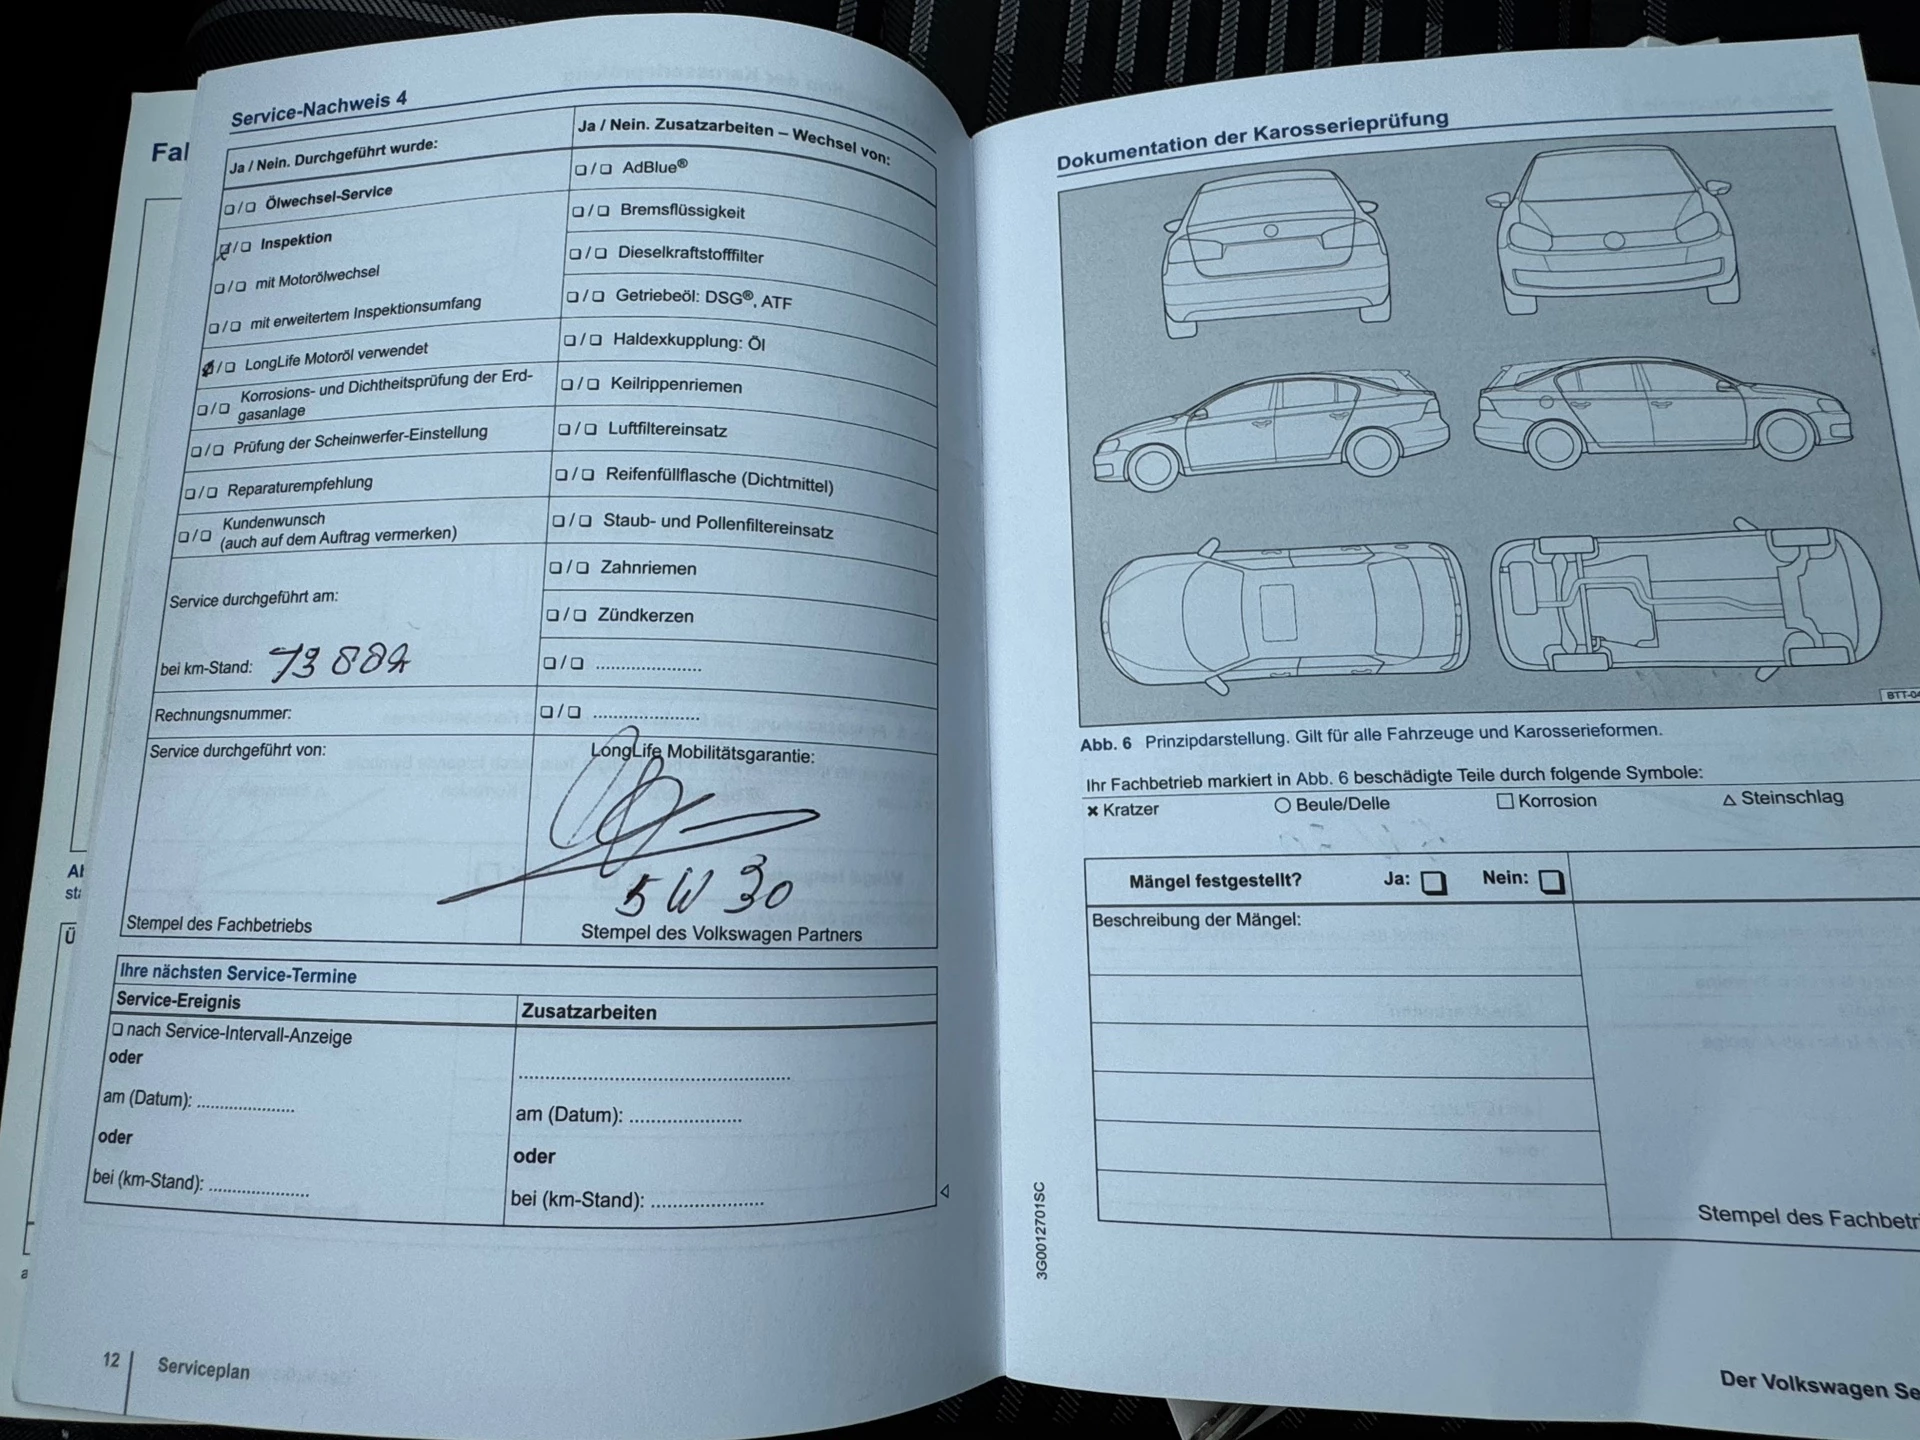 Service-Nachweis 4
Ja / Nein. Durchgeführt wurde:
❏ / ❏ Ölwechsel-Service
❏ / ❏ Inspektion
❏ / ❏ mit Motorölwechsel
❏ / ❏ mit erweitertem Inspektionsumfang
❏ / ❏ LongLife Motoröl verwendet
❏ / ❏ Korrosions- und Dichtheitsprüfung der Erd-
gasanlage
❏ / ❏ Prüfung der Scheinwerfer-Einstellung
❏ / ❏ Reparaturempfehlung
❏ / ❏ Kundenwunsch
(auch auf dem Auftrag vermerken)
Service durchgeführt am:
bei km-Stand: 73 882
Rechnungsnummer:
Service durchgeführt von:
Stempel des Fachbetriebs
Ja / Nein. Zusatzarbeiten – Wechsel von:
❏ / ❏ AdBlue®
❏ / ❏ Bremsflüssigkeit
❏ / ❏ Dieselkraftstofffilter
❏ / ❏ Getriebeöl: DSG®, ATF
❏ / ❏ Haldexkupplung: Öl
❏ / ❏ Keilrippenriemen
❏ / ❏ Luftfiltereinsatz
❏ / ❏ Reifenfüllflasche (Dichtmittel)
❏ / ❏ Staub- und Pollenfiltereinsatz
❏ / ❏ Zahnriemen
❏ / ❏ Zündkerzen
❏ / ❏ ....................
❏ / ❏ ....................
LongLife Mobilitätsgarantie:
5W30
Stempel des Volkswagen Partners
Ihre nächsten Service-Termine
Service-Ereignis
❏ nach Service-Intervall-Anzeige
oder
am (Datum): ....................
oder
bei (km-Stand): ....................
Zusatzarbeiten
..................................................
am (Datum): ....................
oder
bei (km-Stand): ....................
12
Serviceplan
Fal
Al
Ü
a
Dokumentation der Karosserieprüfung
BTT-04
Abb. 6 Prinzipdarstellung. Gilt für alle Fahrzeuge und Karosserieformen.
Ihr Fachbetrieb markiert in Abb. 6 beschädigte Teile durch folgende Symbole:
× Kratzer ○ Beule/Delle □ Korrosion △ Steinschlag
Mängel festgestellt? Ja: ❏ Nein: ❏
Beschreibung der Mängel:
Stempel des Fachbetr
3G0012701SC
Der Volkswagen Se